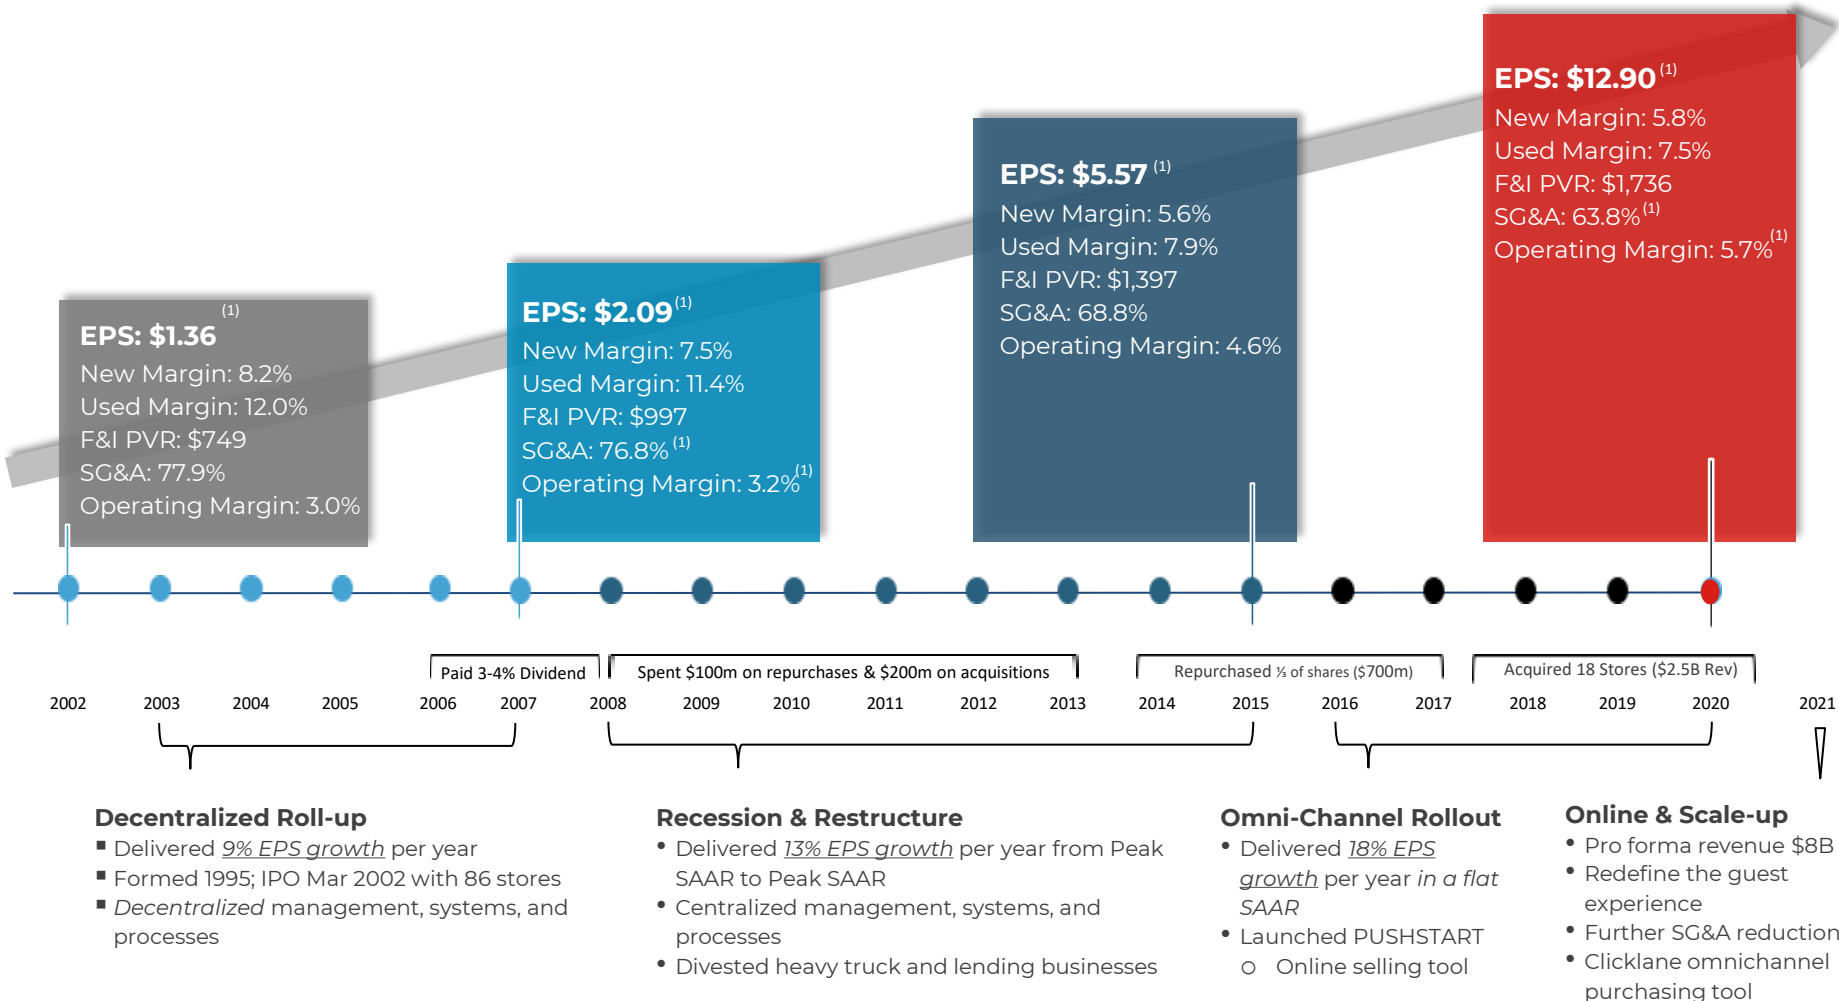 EPS: $1.36 (1)
New Margin: 8.2%
Used Margin: 12.0%
F&I PVR: $749
SG&A: 77.9%
Operating Margin: 3.0%
EPS: $2.09 (1)
New Margin: 7.5%
Used Margin: 11.4%
F&I PVR: $997
SG&A: 76.8% (1)
Operating Margin: 3.2% (1)
EPS: $5.57 (1)
New Margin: 5.6%
Used Margin: 7.9%
F&I PVR: $1,397
SG&A: 68.8%
Operating Margin: 4.6%
EPS: $12.90 (1)
New Margin: 5.8%
Used Margin: 7.5%
F&I PVR: $1,736
SG&A: 63.8% (1)
Operating Margin: 5.7% (1)
Paid 3-4% Dividend
Spent $100m on repurchases & $200m on acquisitions
Repurchased ⅓ of shares ($700m)
Acquired 18 Stores ($2.5B Rev)
2002 2003 2004 2005 2006 2007 2008 2009 2010 2011 2012 2013 2014 2015 2016 2017 2018 2019 2020 2021
Decentralized Roll-up
▪ Delivered 9% EPS growth per year
▪ Formed 1995; IPO Mar 2002 with 86 stores
▪ Decentralized management, systems, and
processes
Recession & Restructure
• Delivered 13% EPS growth per year from Peak
SAAR to Peak SAAR
• Centralized management, systems, and
processes
• Divested heavy truck and lending businesses
Omni-Channel Rollout
• Delivered 18% EPS
growth per year in a flat
SAAR
• Launched PUSHSTART
o Online selling tool
Online & Scale-up
• Pro forma revenue $8B
• Redefine the guest
experience
• Further SG&A reduction
• Clicklane omnichannel
purchasing tool